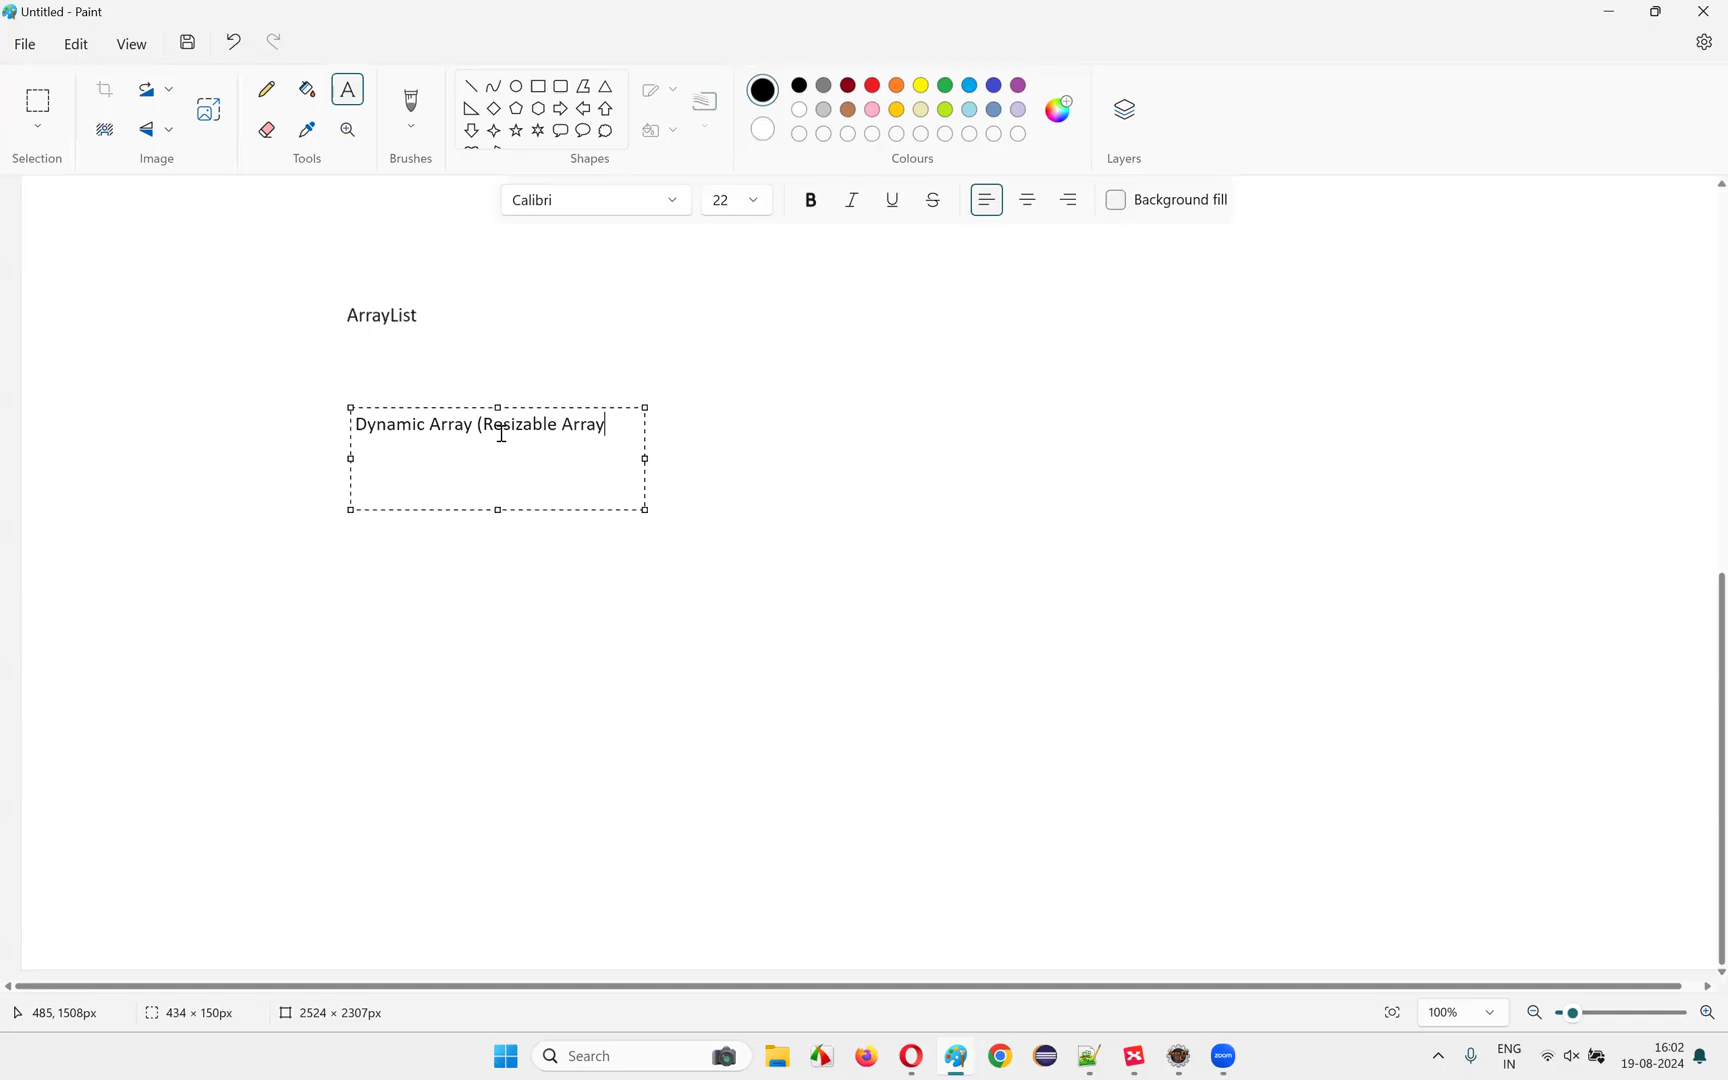 Untitled - Paint
File Edit View
Selection Image Tools Brushes Shapes Colours Layers
Calibri 22 B I U S Background fill
ArrayList
Dynamic Array (Resizable Array
485, 1508px 434 × 150px 2524 × 2307px 100%
Search zoom ENG 16:02
IN 19-08-2024